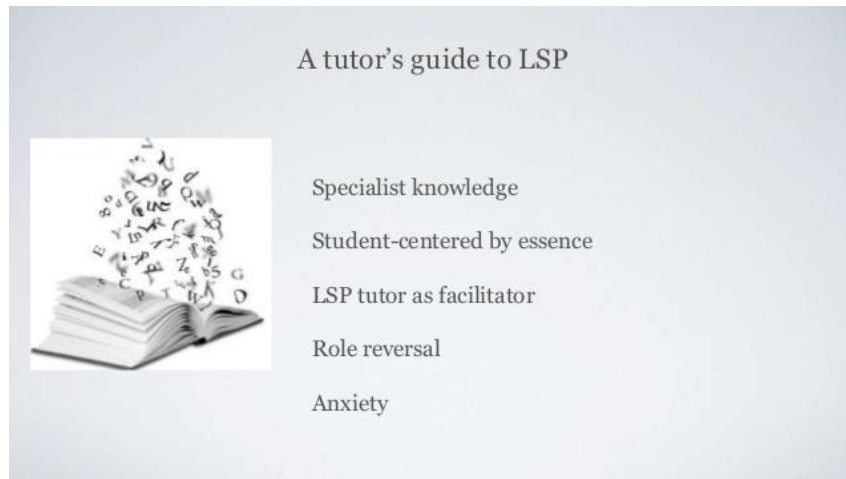 A tutor’s guide to LSP
Specialist knowledge
Student-centered by essence
LSP tutor as facilitator
Role reversal
Anxiety